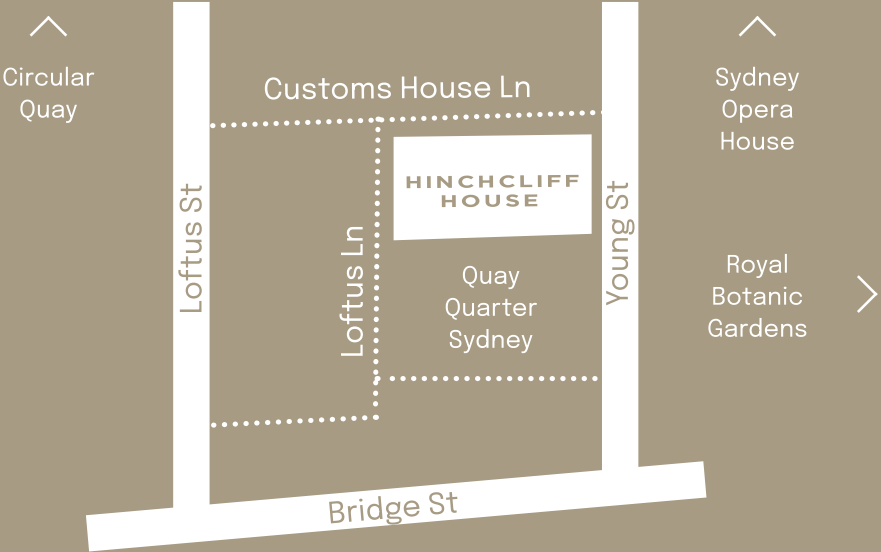 Circular
Quay
Customs House Ln
Sydney
Opera
House
HINCHCLIFF
HOUSE
Loftus St
Loftus Ln
Young St
Quay
Quarter
Sydney
Royal
Botanic
Gardens
Bridge St